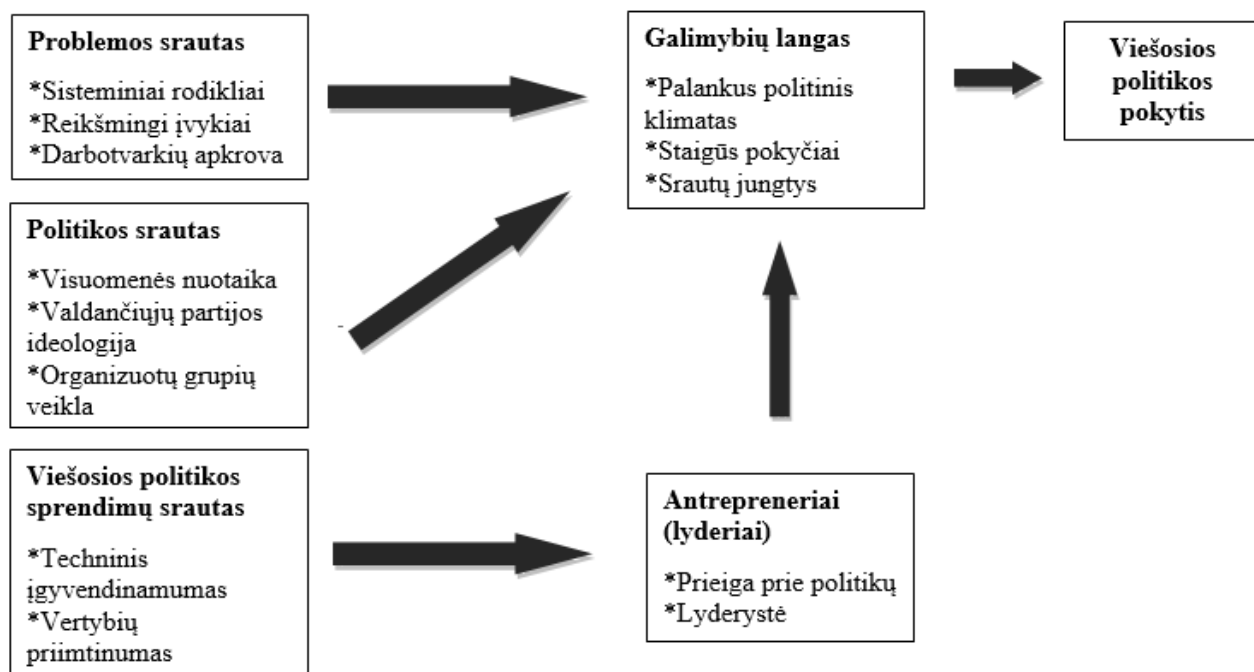 Problemos srautas
*Sisteminiai rodikliai
*Reikšmingi įvykiai
*Darbotvarkių apkrova
Politikos srautas
*Visuomenės nuotaika
*Valdančiųjų partijos
ideologija
*Organizuotų grupių
veikla
Viešosios politikos
sprendimų srautas
*Techninis
įgyvendinamumas
*Vertybių
priimtinumas
Galimybių langas
*Palankus politinis
klimatas
*Staigūs pokyčiai
*Srautų jungtys
Antrepreneriai
(lyderiai)
*Prieiga prie politikų
*Lyderystė
Viešosios
politikos
pokytis